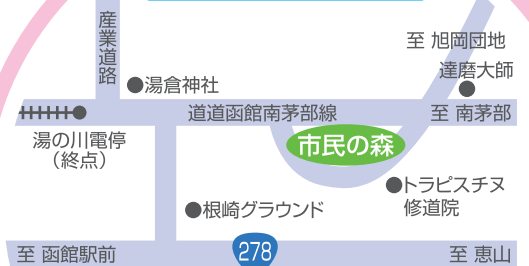 産業道路
至 旭岡団地
達磨大師
湯倉神社
道道函館南茅部線
至 南茅部
湯の川電停
（終点）
市民の森
トラピスチヌ
修道院
根崎グラウンド
至 函館駅前
278
至 恵山